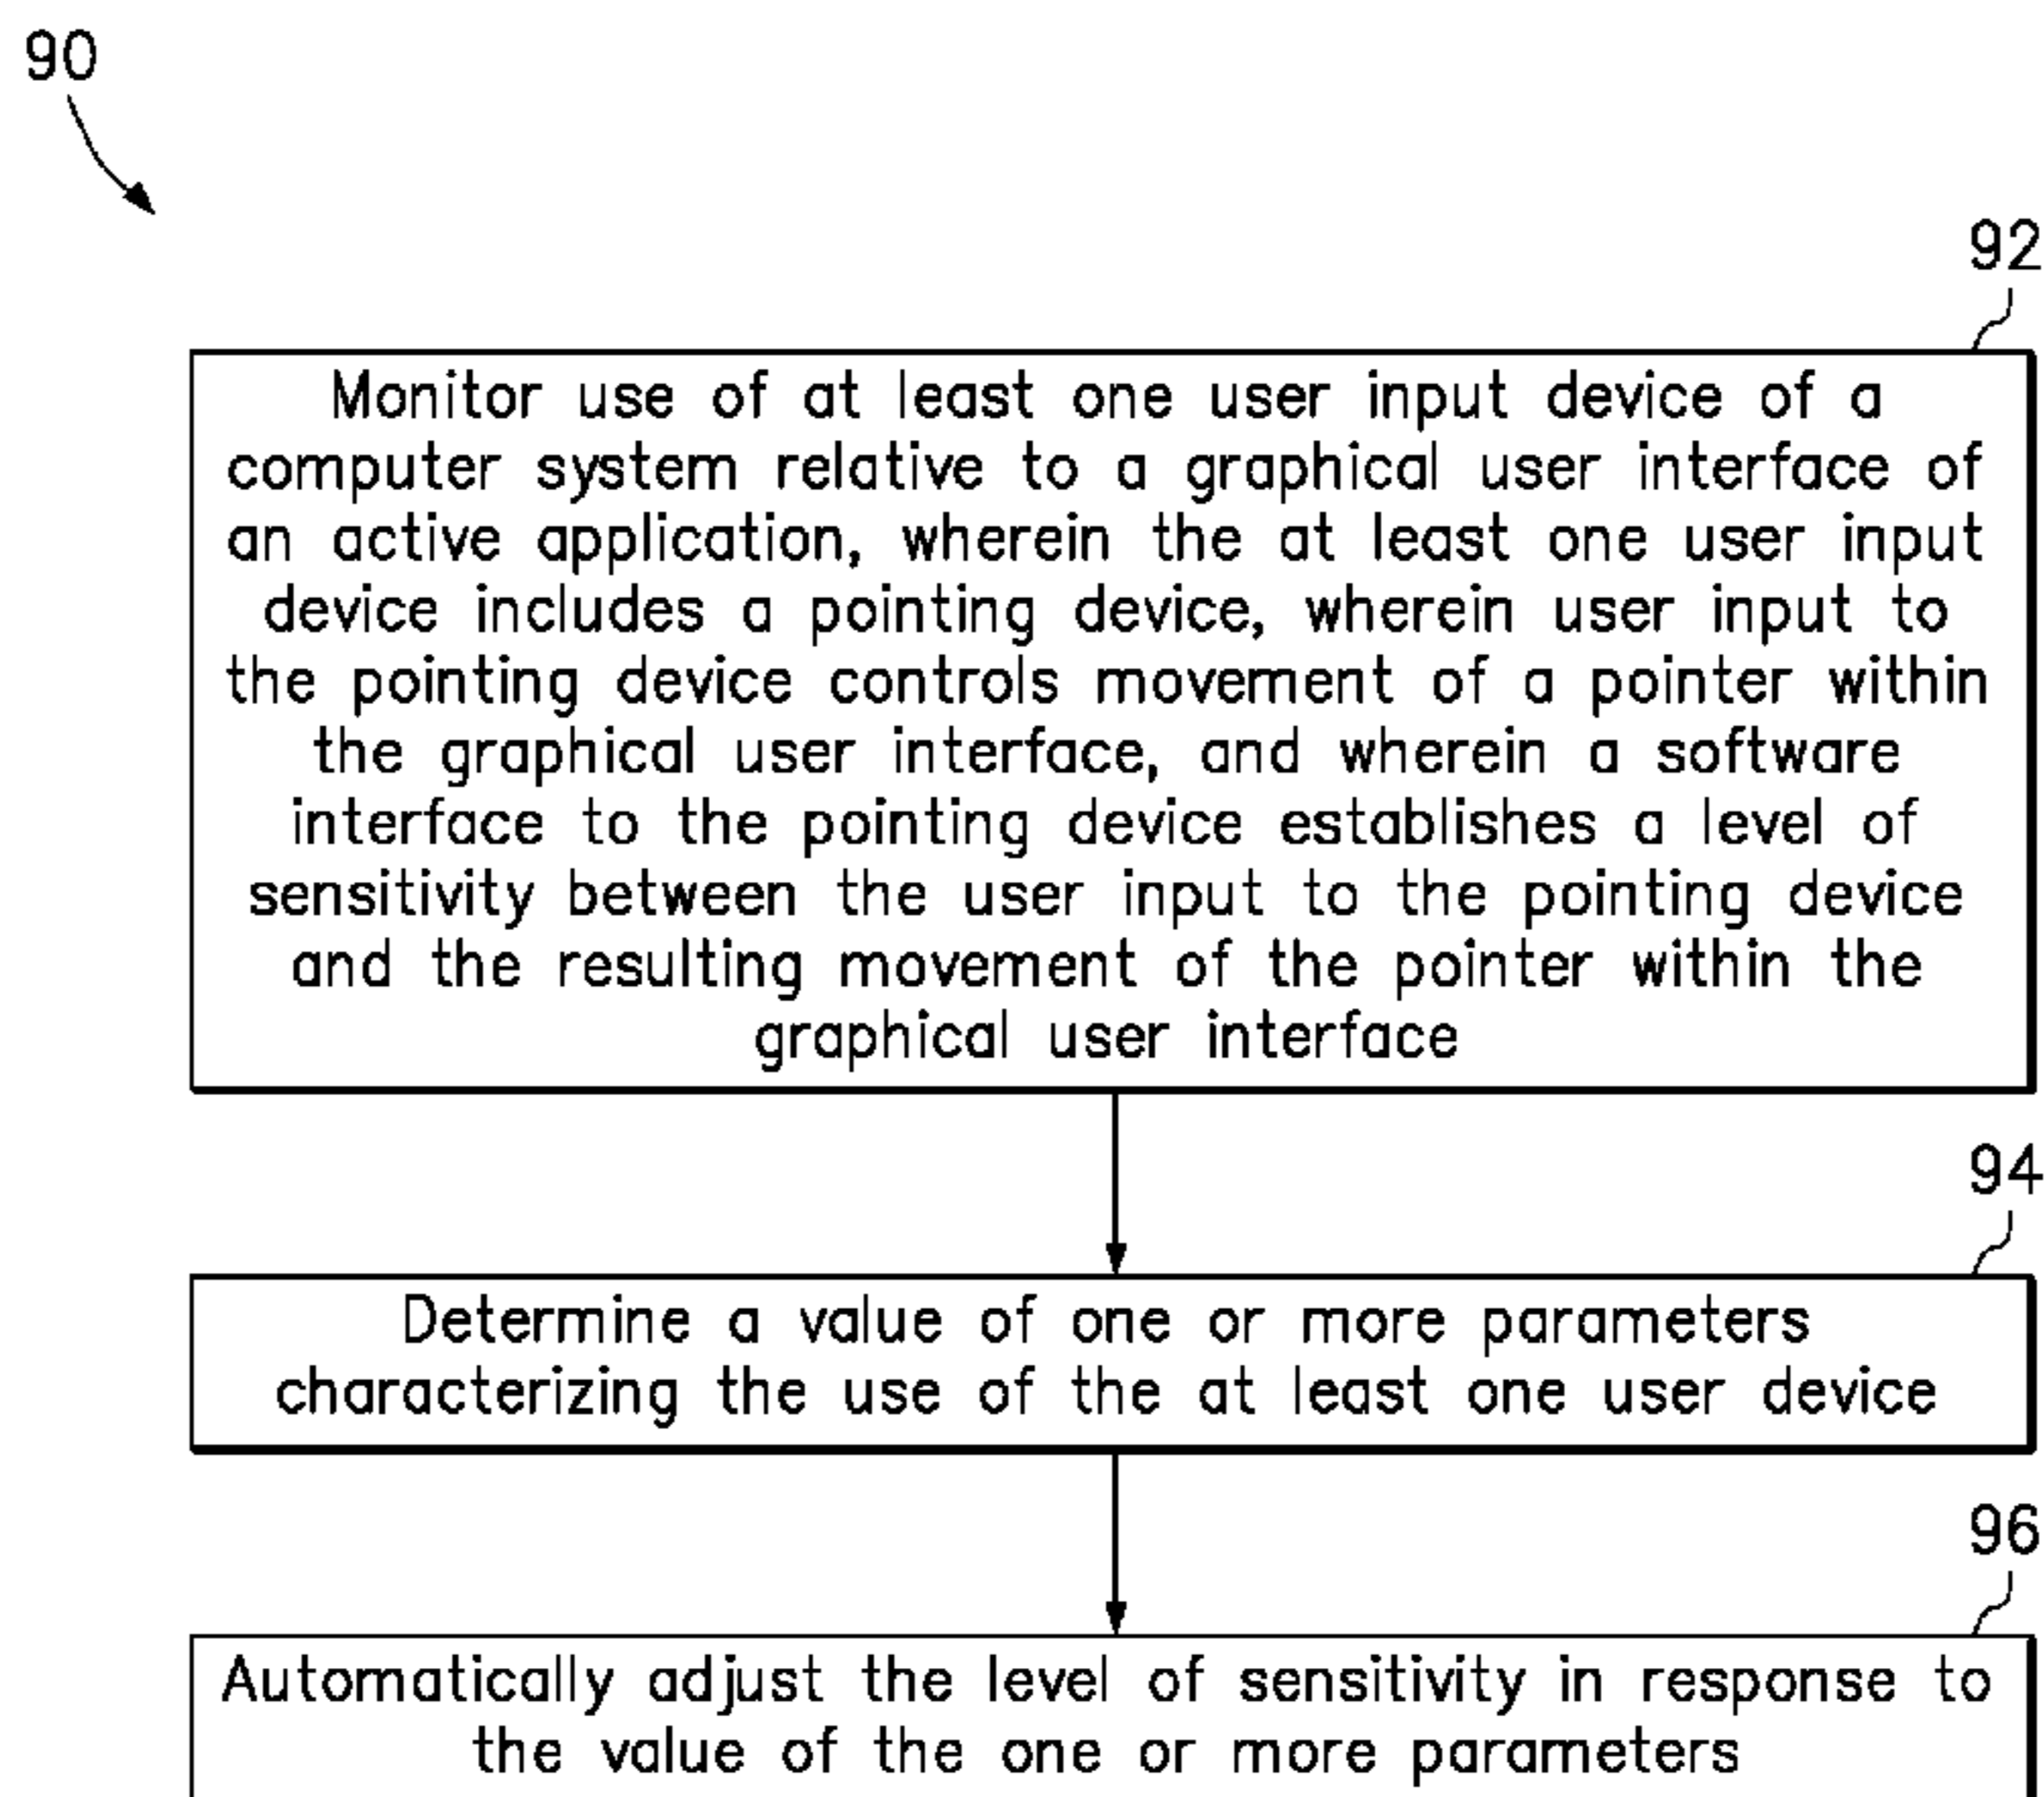 90
92
Monitor use of at least one user input device of a
computer system relative to a graphical user interface of
an active application, wherein the at least one user input
device includes a pointing device, wherein user input to
the pointing device controls movement of a pointer within
the graphical user interface, and wherein a software
interface to the pointing device establishes a level of
sensitivity between the user input to the pointing device
and the resulting movement of the pointer within the
graphical user interface
94
Determine a value of one or more parameters
characterizing the use of the at least one user device
96
Automatically adjust the level of sensitivity in response to
the value of the one or more parameters